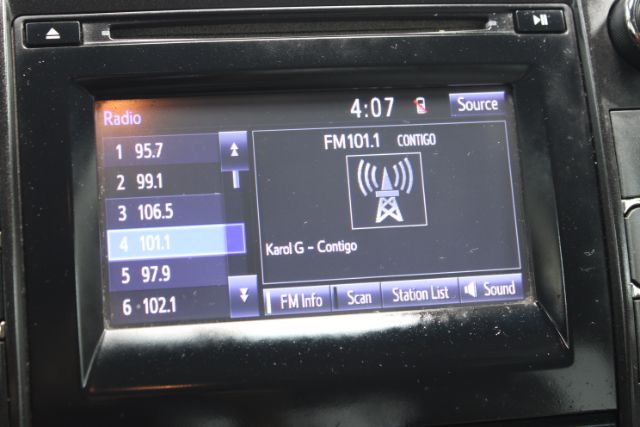 Radio 4:07 Source
FM101.1 CONTIGO
1 95.7
2 99.1
3 106.5
4 101.1
5 97.9
6 102.1
Karol G - Contigo
FM Info Scan Station List Sound